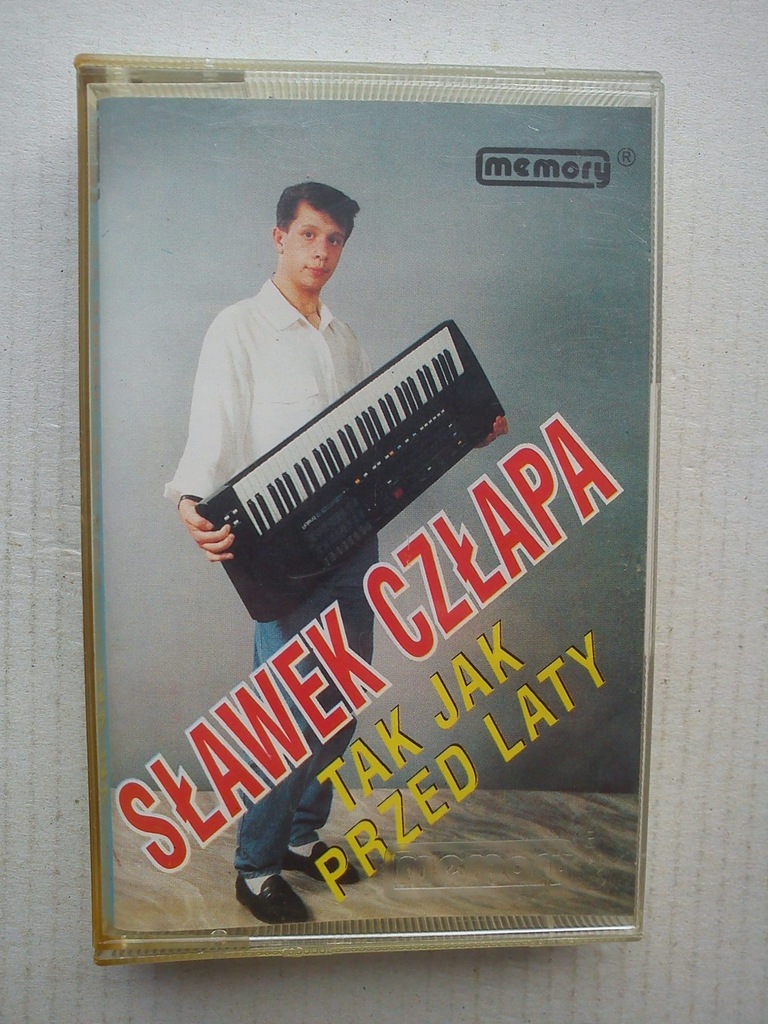 memory ®
SŁAWEK CZŁAPA
TAK JAK
PRZED LATY
memory